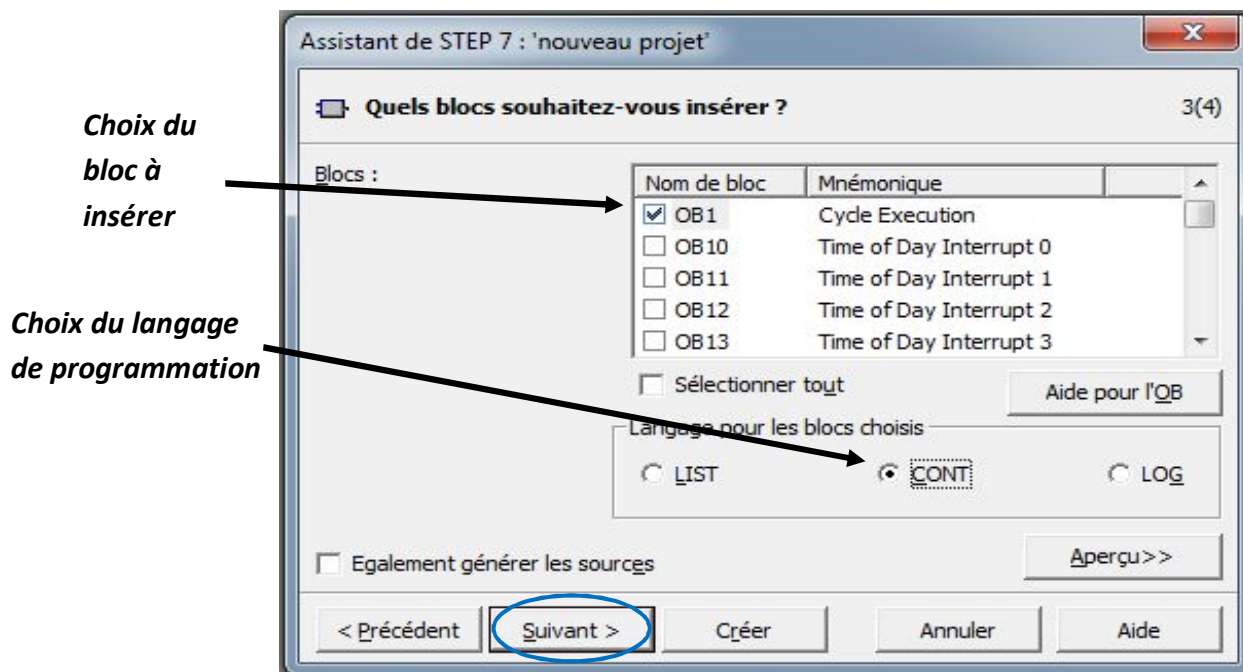 Assistant de STEP 7 : 'nouveau projet'
Quels blocs souhaitez-vous insérer ?
3(4)
Choix du
bloc à
insérer
Blocs :
Nom de bloc Mnémonique
OB1 Cycle Execution
OB10 Time of Day Interrupt 0
OB11 Time of Day Interrupt 1
OB12 Time of Day Interrupt 2
OB13 Time of Day Interrupt 3
Choix du langage
de programmation
Sélectionner tout
Aide pour l'OB
Langage pour les blocs choisis
LIST CONT LOG
Egalement générer les sources
Aperçu>>
< Précédent Suivant > Créer Annuler Aide